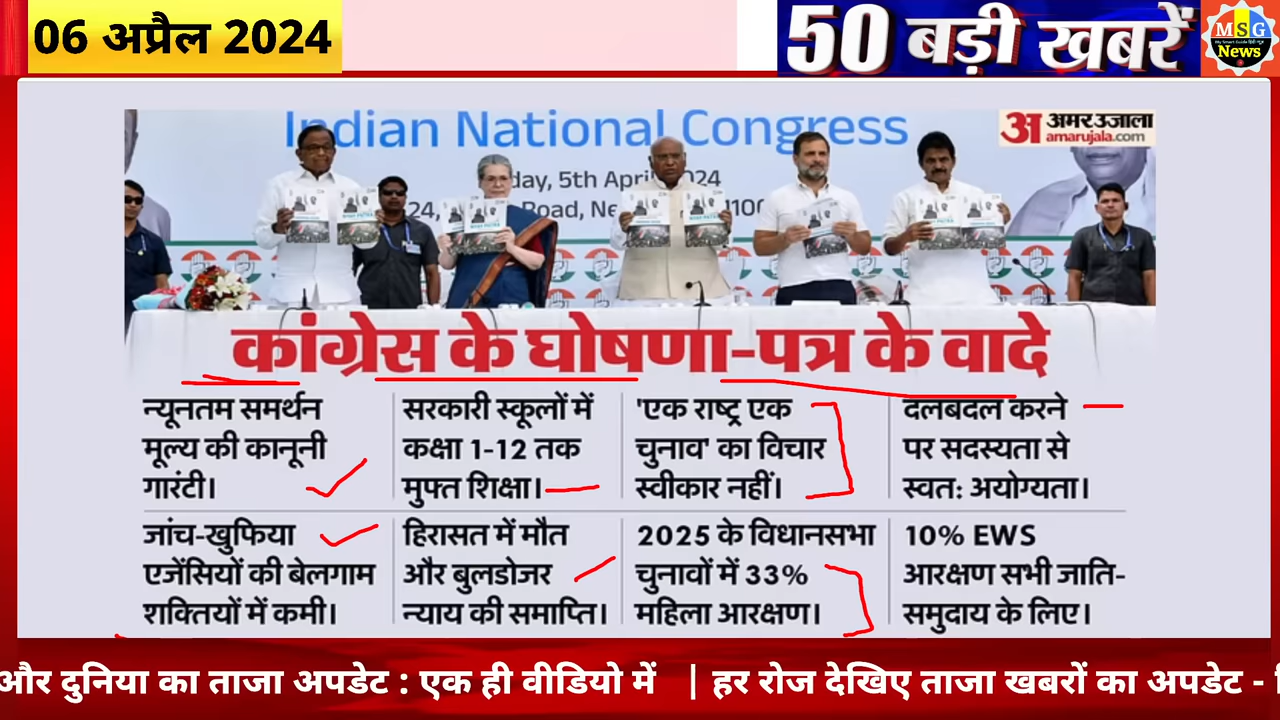 06 अप्रैल 2024
50 बड़ी खबरें
MSG
News
Indian National Congress
अमर उजाला
amarujala.com
day, 5th April 2024
24, Road, Ne
कांग्रेस के घोषणा-पत्र के वादे
न्यूनतम समर्थन
मूल्य की कानूनी
गारंटी।
सरकारी स्कूलों में
कक्षा 1-12 तक
मुफ्त शिक्षा।
'एक राष्ट्र एक
चुनाव' का विचार
स्वीकार नहीं।
दलबदल करने
पर सदस्यता से
स्वत: अयोग्यता।
जांच-खुफिया
एजेंसियों की बेलगाम
शक्तियों में कमी।
हिरासत में मौत
और बुलडोजर
न्याय की समाप्ति।
2025 के विधानसभा
चुनावों में 33%
महिला आरक्षण।
10% EWS
आरक्षण सभी जाति-
समुदाय के लिए।
और दुनिया का ताजा अपडेट : एक ही वीडियो में | हर रोज देखिए ताजा खबरों का अपडेट -